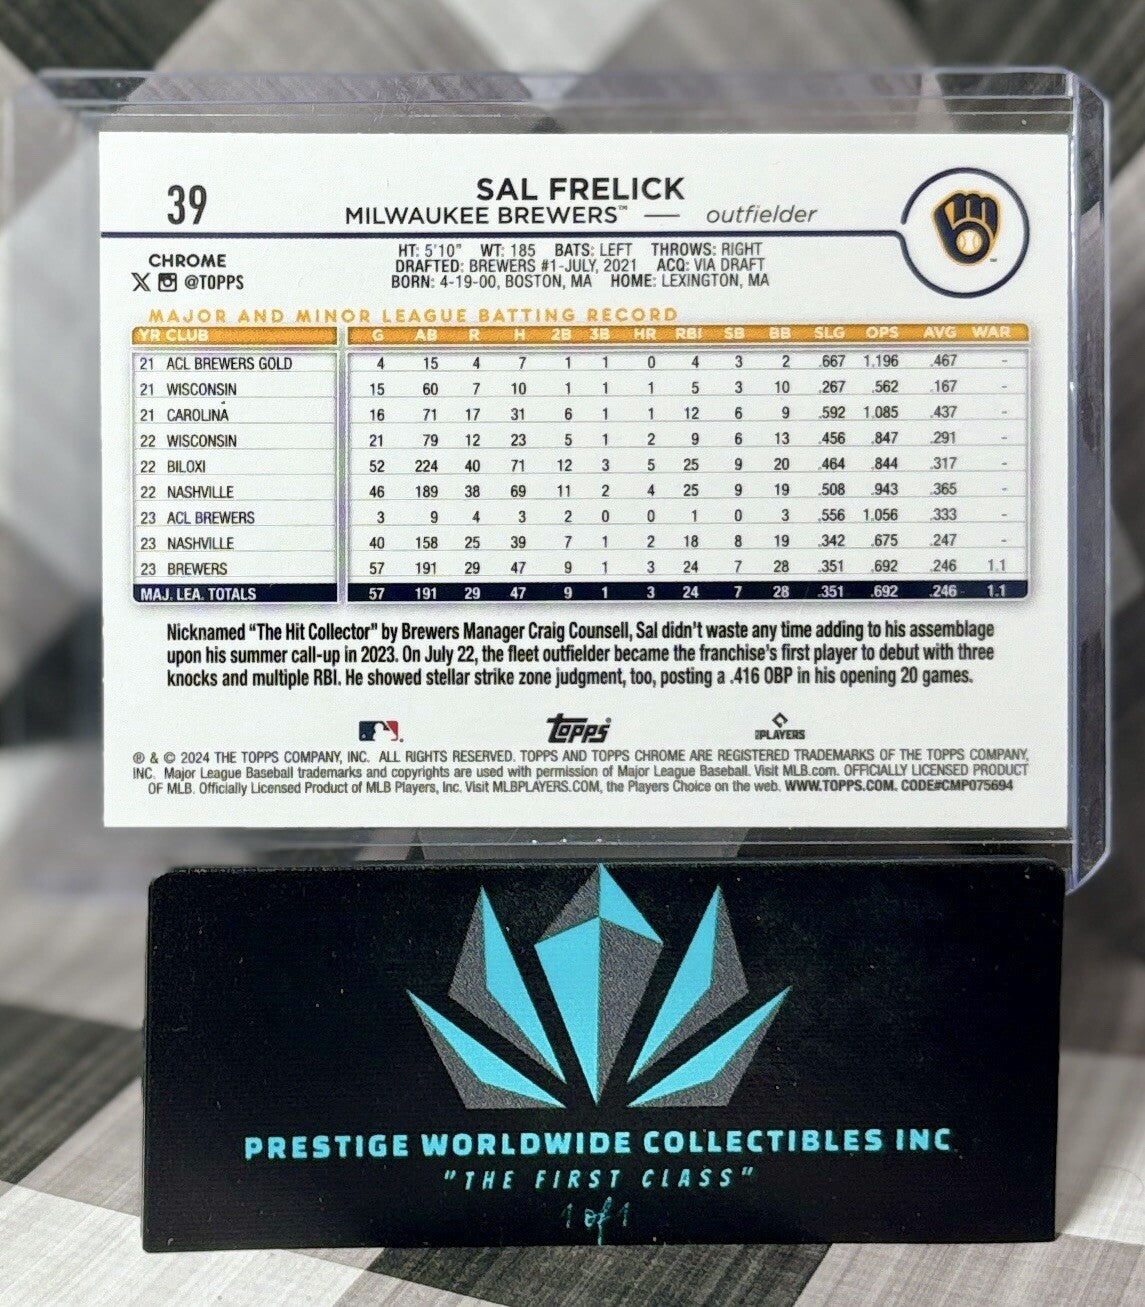 39
SAL FRELICK
MILWAUKEE BREWERS™ — outfielder
CHROME
@TOPPS
HT: 5'10" WT: 185 BATS: LEFT THROWS: RIGHT
DRAFTED: BREWERS #1-JULY, 2021 ACQ: VIA DRAFT
BORN: 4-19-00, BOSTON, MA HOME: LEXINGTON, MA
MAJOR AND MINOR LEAGUE BATTING RECORD
YR CLUB G AB R H 2B 3B HR RBI SB BB SLG OPS AVG WAR
21 ACL BREWERS GOLD 4 15 4 7 1 1 0 4 3 2 .667 1.196 .467 -
21 WISCONSIN 15 60 7 10 1 1 1 5 3 10 .267 .562 .167 -
21 CAROLINA 16 71 17 31 6 1 1 12 6 9 .592 1.085 .437 -
22 WISCONSIN 21 79 12 23 5 1 2 9 6 13 .456 .847 .291 -
22 BILOXI 52 224 40 71 12 3 5 25 9 20 .464 .844 .317 -
22 NASHVILLE 46 189 38 69 11 2 4 25 9 19 .508 .943 .365 -
23 ACL BREWERS 3 9 4 3 2 0 0 1 0 3 .556 1.056 .333 -
23 NASHVILLE 40 158 25 39 7 1 2 18 8 19 .342 .675 .247 -
23 BREWERS 57 191 29 47 9 1 3 24 7 28 .351 .692 .246 1.1
MAJ. LEA. TOTALS 57 191 29 47 9 1 3 24 7 28 .351 .692 .246 1.1
Nicknamed "The Hit Collector" by Brewers Manager Craig Counsell, Sal didn't waste any time adding to his assemblage
upon his summer call-up in 2023. On July 22, the fleet outfielder became the franchise's first player to debut with three
knocks and multiple RBI. He showed stellar strike zone judgment, too, posting a .416 OBP in his opening 20 games.
topps® PLAYERS
® & © 2024 THE TOPPS COMPANY, INC. ALL RIGHTS RESERVED. TOPPS AND TOPPS CHROME ARE REGISTERED TRADEMARKS OF THE TOPPS COMPANY,
INC. Major League Baseball trademarks and copyrights are used with permission of Major League Baseball. Visit MLB.com. OFFICIALLY LICENSED PRODUCT
OF MLB. Officially Licensed Product of MLB Players, Inc. Visit MLBPLAYERS.COM, the Players Choice on the web. WWW.TOPPS.COM. CODE#CMP075694
PRESTIGE WORLDWIDE COLLECTIBLES INC
"THE FIRST CLASS"
1 of 1